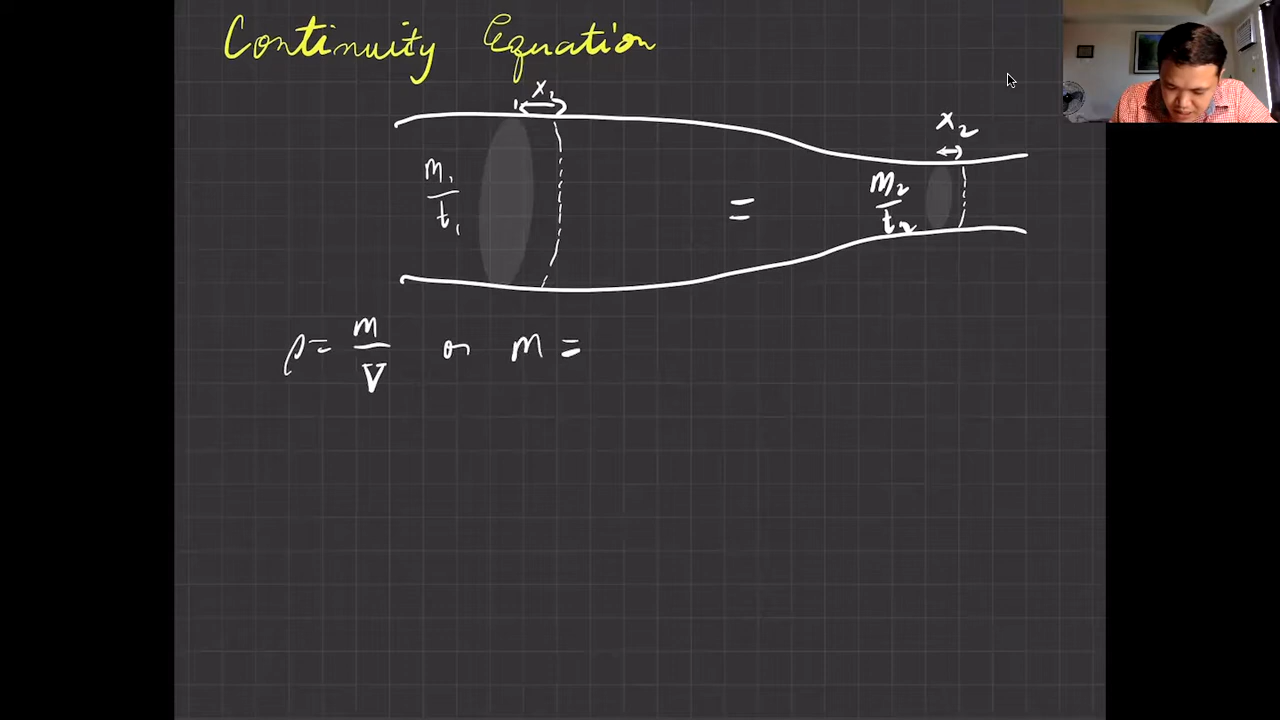 Continuity Equation
x₁
x₂
m₁/t₁ = m₂/t₂
ρ = m/V or m =